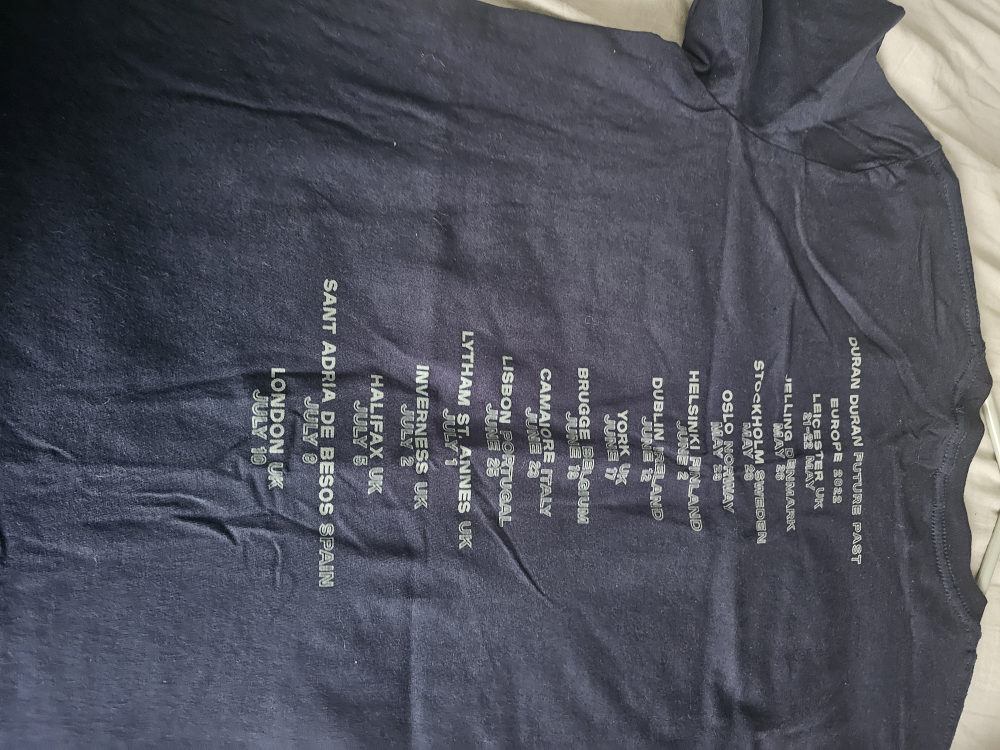 DURAN DURAN FUTURE PAST
EUROPE 2022
LEICESTER UK
21-22 MAY
JELLING DENMARK
MAY 26
STOCKHOLM SWEDEN
MAY 28
OSLO NORWAY
MAY 29
HELSINKI FINLAND
JUNE 2
DUBLIN IRELAND
JUNE 12
YORK UK
JUNE 17
BRUGGE BELGIUM
JUNE 19
CAMAIORE ITALY
JUNE
LISBON PORTUGAL
JUNE
LYTHAM ST. ANNES UK
JULY 1
INVERNESS UK
JULY 2
HALIFAX UK
JULY 5
SANT ADRIA DE BESOS SPAIN
JULY 8
LONDON UK
JULY 10